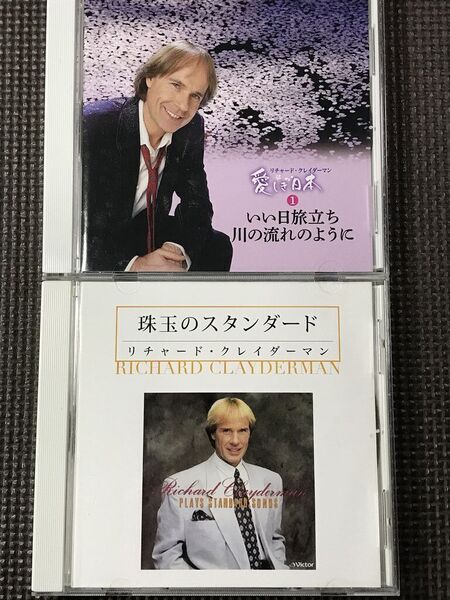 リチャード・クレイダーマン
愛しき日本
1
いい日旅立ち
川の流れのように
珠玉のスタンダード
リチャード・クレイダーマン
RICHARD CLAYDERMAN
Richard Clayderman
PLAYS STANDARD SONGS
Victor